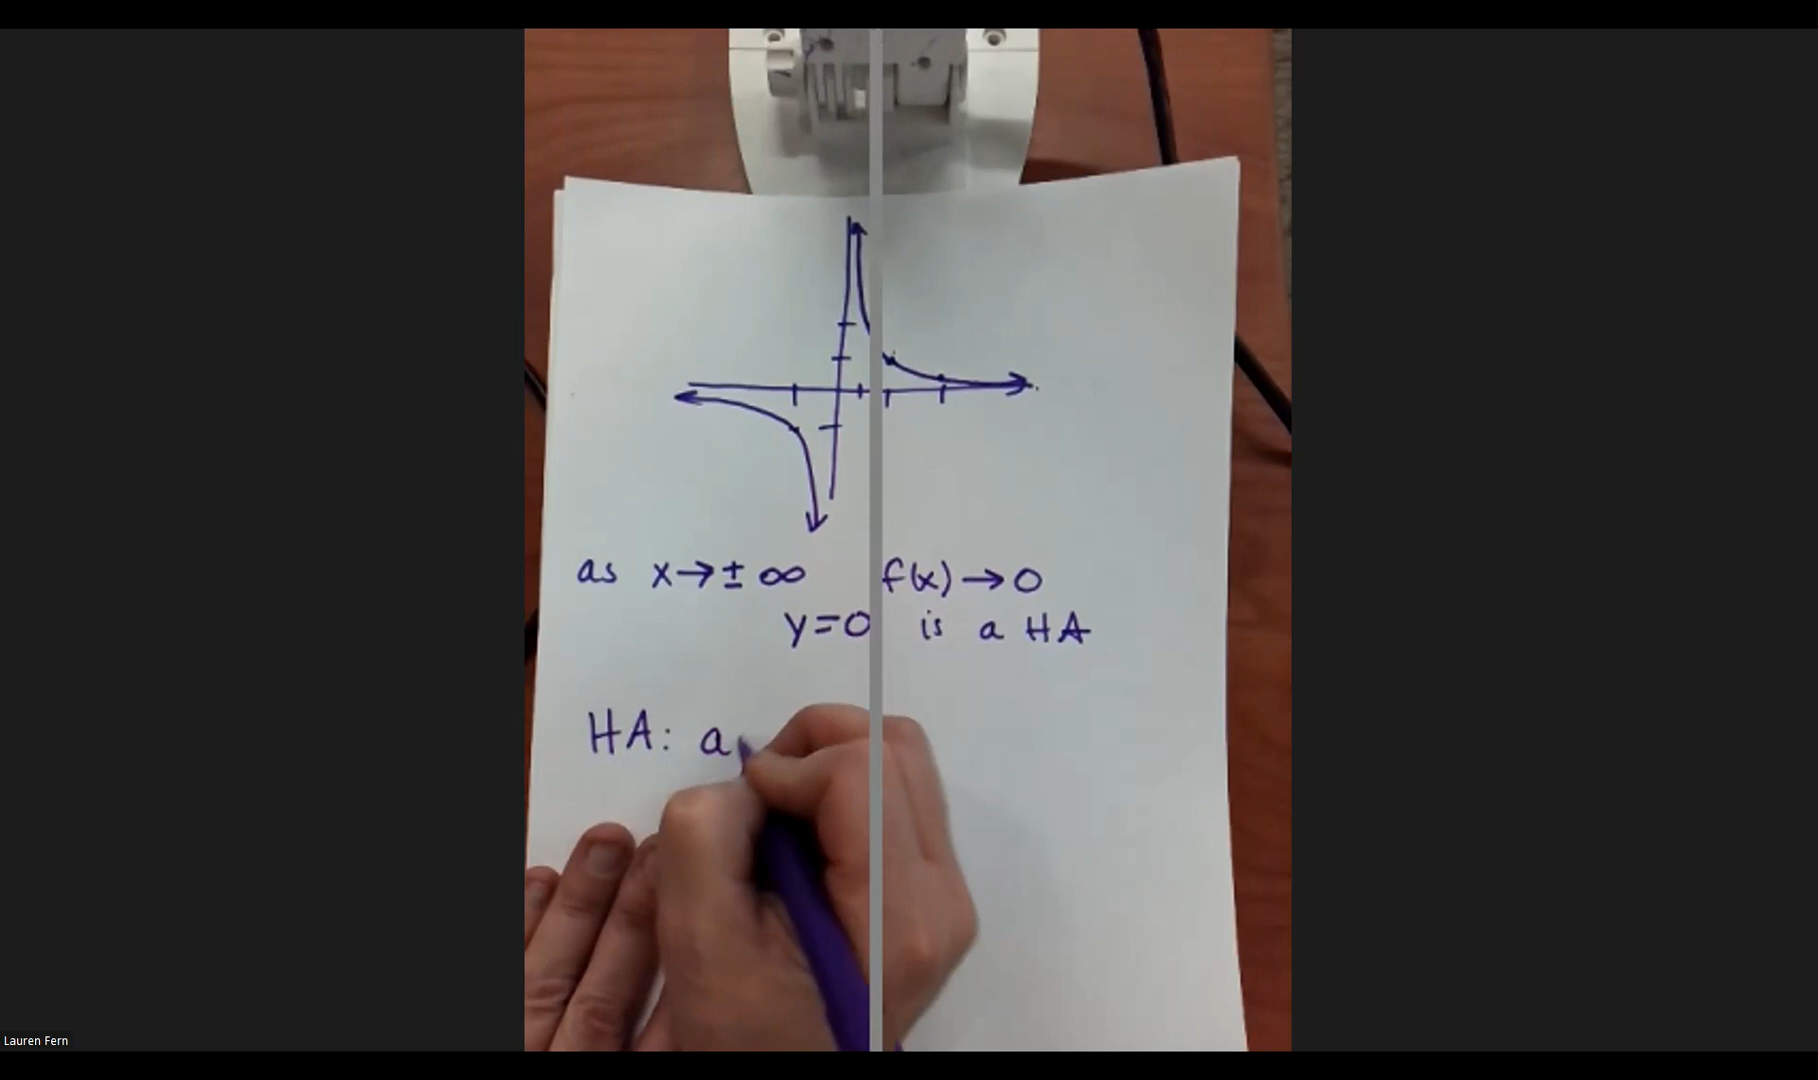 as x→±∞ f(x)→0
y=0 is a HA
HA: a
Lauren Fern